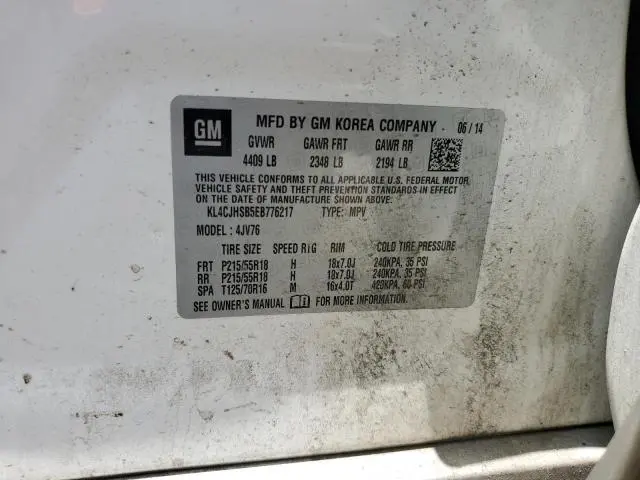 GM
MFD BY GM KOREA COMPANY 06/14
GVWR GAWR FRT GAWR RR
4409 LB 2348 LB 2194 LB
THIS VEHICLE CONFORMS TO ALL APPLICABLE U.S. FEDERAL MOTOR
VEHICLE SAFETY AND THEFT PREVENTION STANDARDS IN EFFECT
ON THE DATE OF MANUFACTURE SHOWN ABOVE:
KL4CJHSB5EB776217 TYPE: MPV
MODEL : 4JV76
TIRE SIZE SPEED RTG RIM COLD TIRE PRESSURE
FRT P215/55R18 H 18x7.0J 240KPA, 35 PSI
RR P215/55R18 H 18x7.0J 240KPA, 35 PSI
SPA T125/70R16 M 16x4.0T 420KPA, 60 PSI
SEE OWNER'S MANUAL FOR MORE INFORMATION.